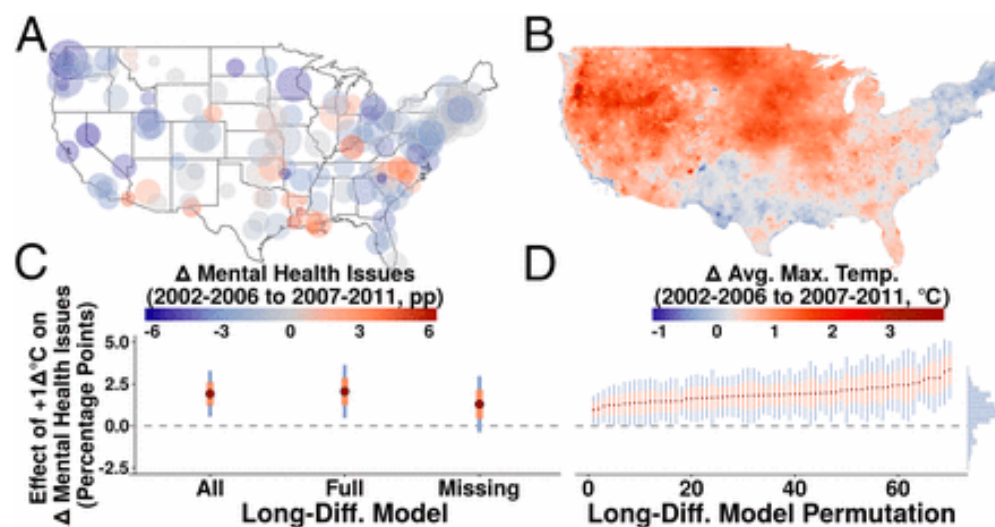 A
B
Δ Mental Health Issues
(2002-2006 to 2007-2011, pp)
-6 -3 0 3 6
Δ Avg. Max. Temp.
(2002-2006 to 2007-2011, °C)
-1 0 1 2 3
C
D
Effect of +1Δ°C on
Δ Mental Health Issues
(Percentage Points)
5.0
2.5
0.0
-2.5
All Full Missing
Long-Diff. Model
0 20 40 60
Long-Diff. Model Permutation